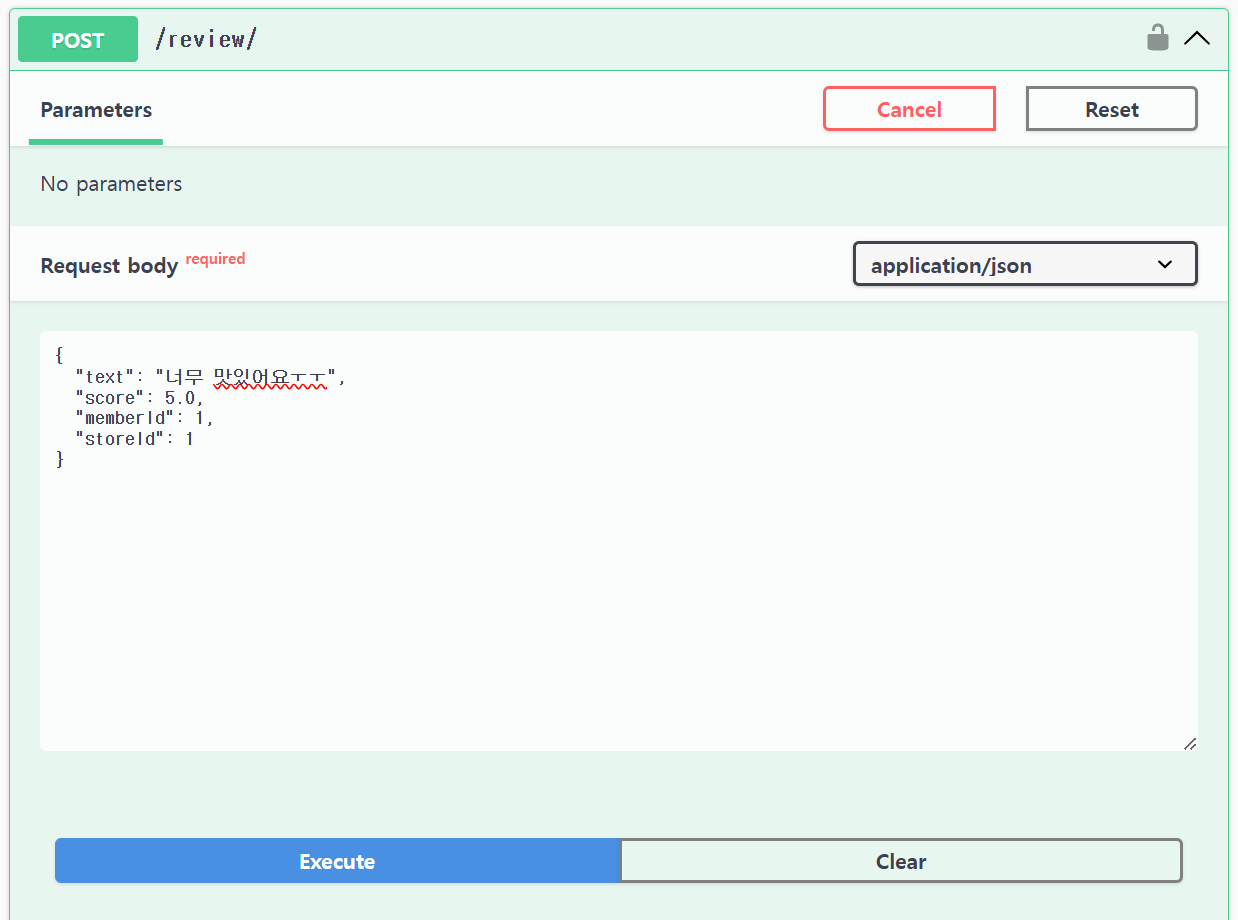 POST /review/
Parameters
Cancel
Reset
No parameters
Request body required
application/json
{
"text": "너무 맛있어요ㅜㅜ",
"score": 5.0,
"memberId": 1,
"storeId": 1
}
Execute
Clear